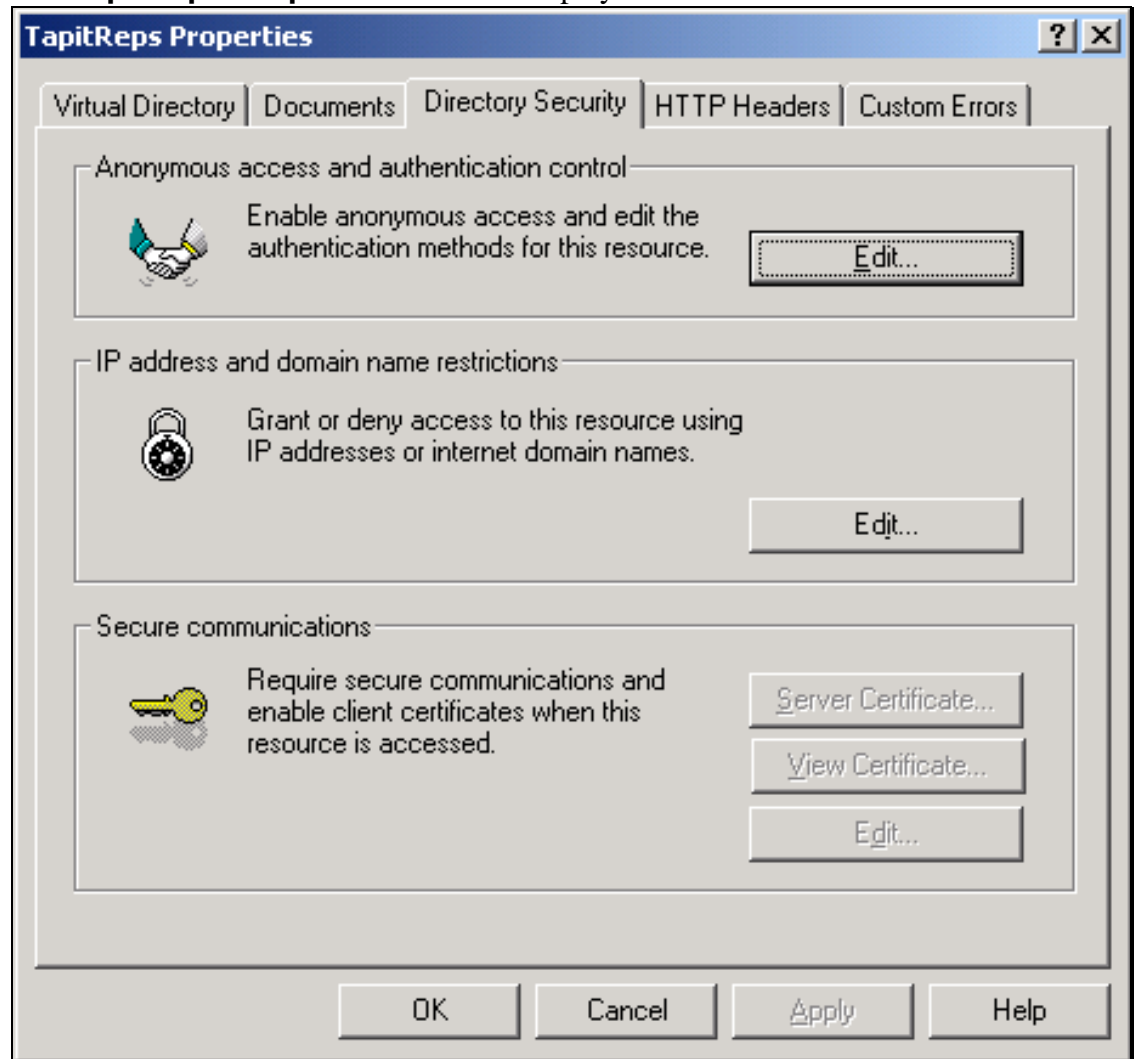 TapitReps Properties
Virtual Directory Documents Directory Security HTTP Headers Custom Errors
Anonymous access and authentication control
Enable anonymous access and edit the
authentication methods for this resource.
Edit...
IP address and domain name restrictions
Grant or deny access to this resource using
IP addresses or internet domain names.
Edit...
Secure communications
Require secure communications and
enable client certificates when this
resource is accessed.
Server Certificate...
View Certificate...
Edit...
OK Cancel Apply Help